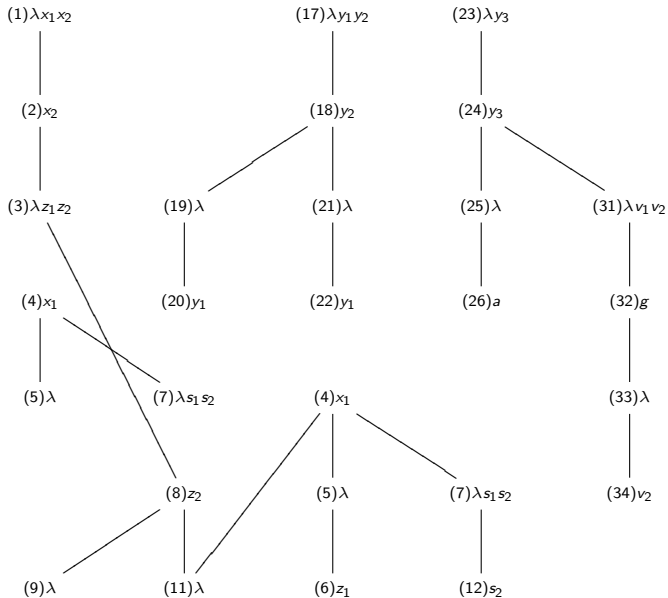 (1)λx₁x₂ (17)λy₁y₂ (23)λy₃
(2)x₂ (18)y₂ (24)y₃
(3)λz₁z₂ (19)λ (21)λ (25)λ (31)λv₁v₂
(4)x₁ (20)y₁ (22)y₁ (26)a (32)g
(5)λ (7)λs₁s₂ (4)x₁ (33)λ
(8)z₂ (5)λ (7)λs₁s₂ (34)v₂
(9)λ (11)λ (6)z₁ (12)s₂